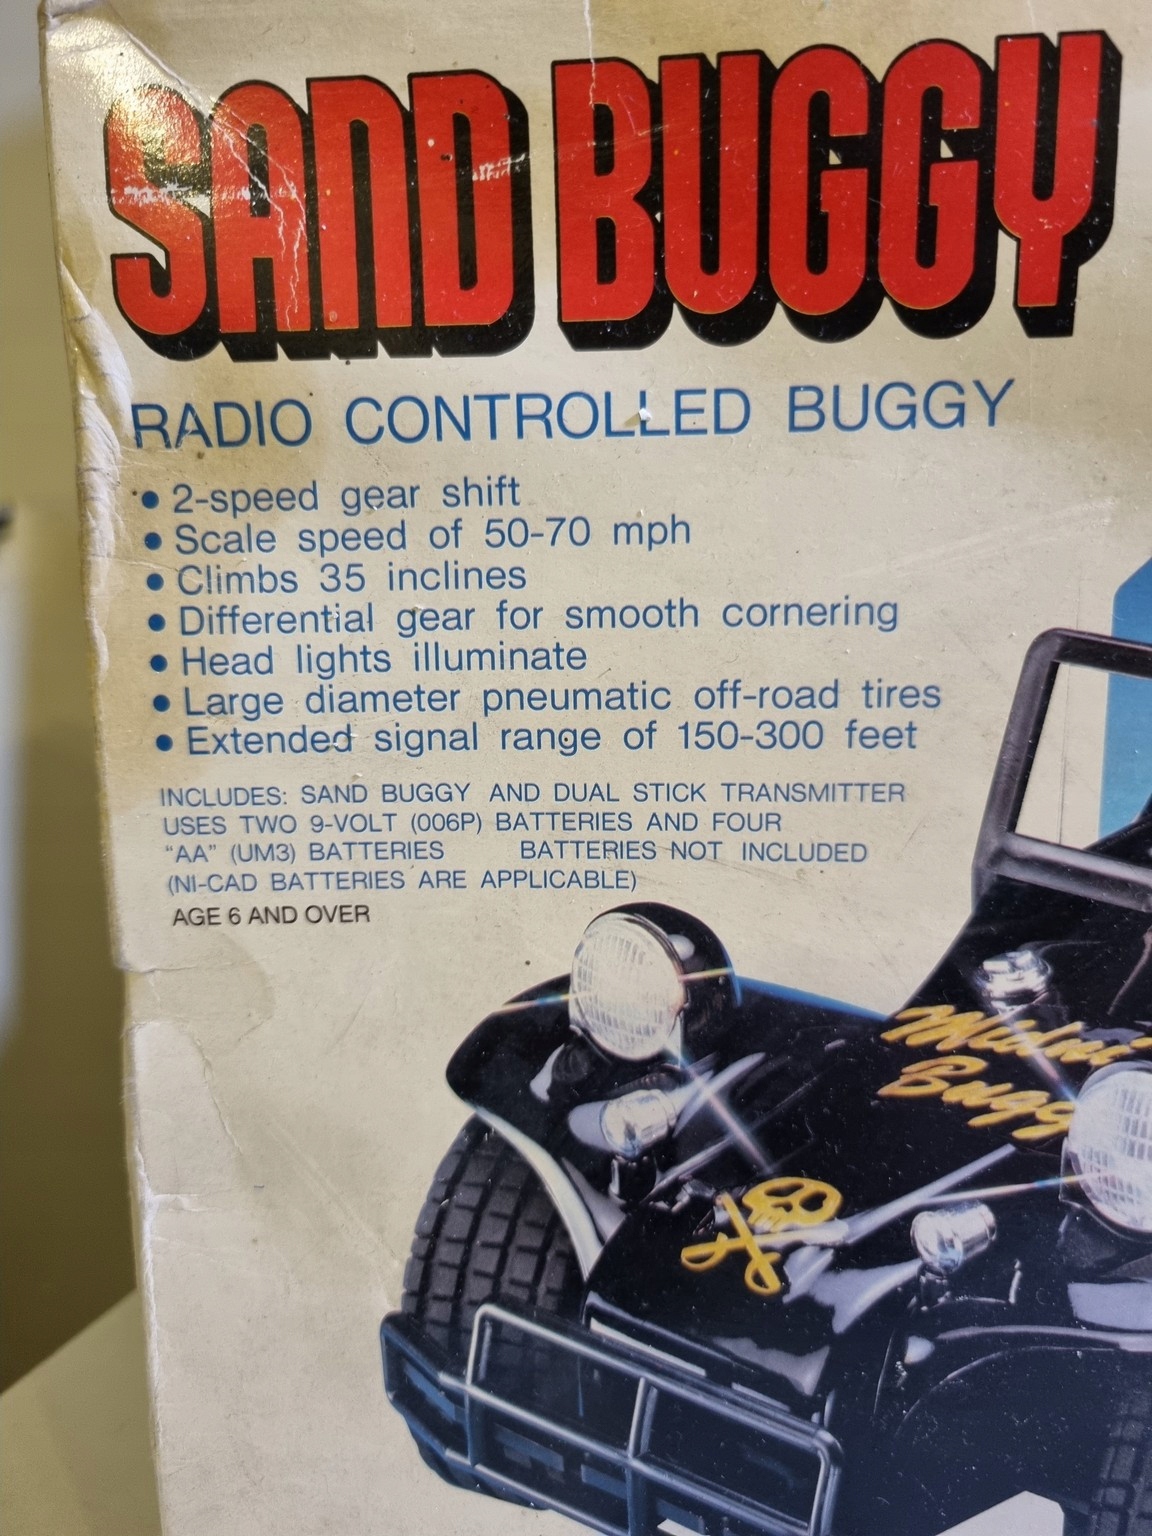 SAND BUGGY
RADIO CONTROLLED BUGGY
• 2-speed gear shift
• Scale speed of 50-70 mph
• Climbs 35 inclines
• Differential gear for smooth cornering
• Head lights illuminate
• Large diameter pneumatic off-road tires
• Extended signal range of 150-300 feet
INCLUDES: SAND BUGGY AND DUAL STICK TRANSMITTER
USES TWO 9-VOLT (006P) BATTERIES AND FOUR
"AA" (UM3) BATTERIES BATTERIES NOT INCLUDED
(NI-CAD BATTERIES ARE APPLICABLE)
AGE 6 AND OVER